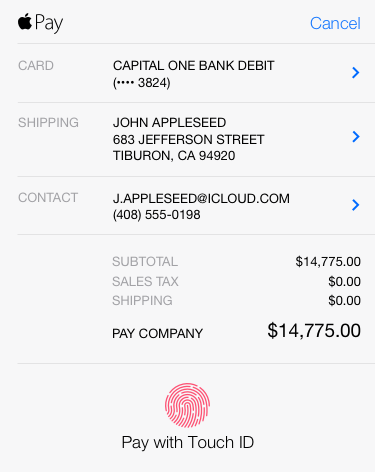 Pay
Cancel
CARD
CAPITAL ONE BANK DEBIT
(•••• 3824)
SHIPPING
JOHN APPLESEED
683 JEFFERSON STREET
TIBURON, CA 94920
CONTACT
J.APPLESEED@ICLOUD.COM
(408) 555-0198
SUBTOTAL $14,775.00
SALES TAX $0.00
SHIPPING $0.00
PAY COMPANY $14,775.00
Pay with Touch ID